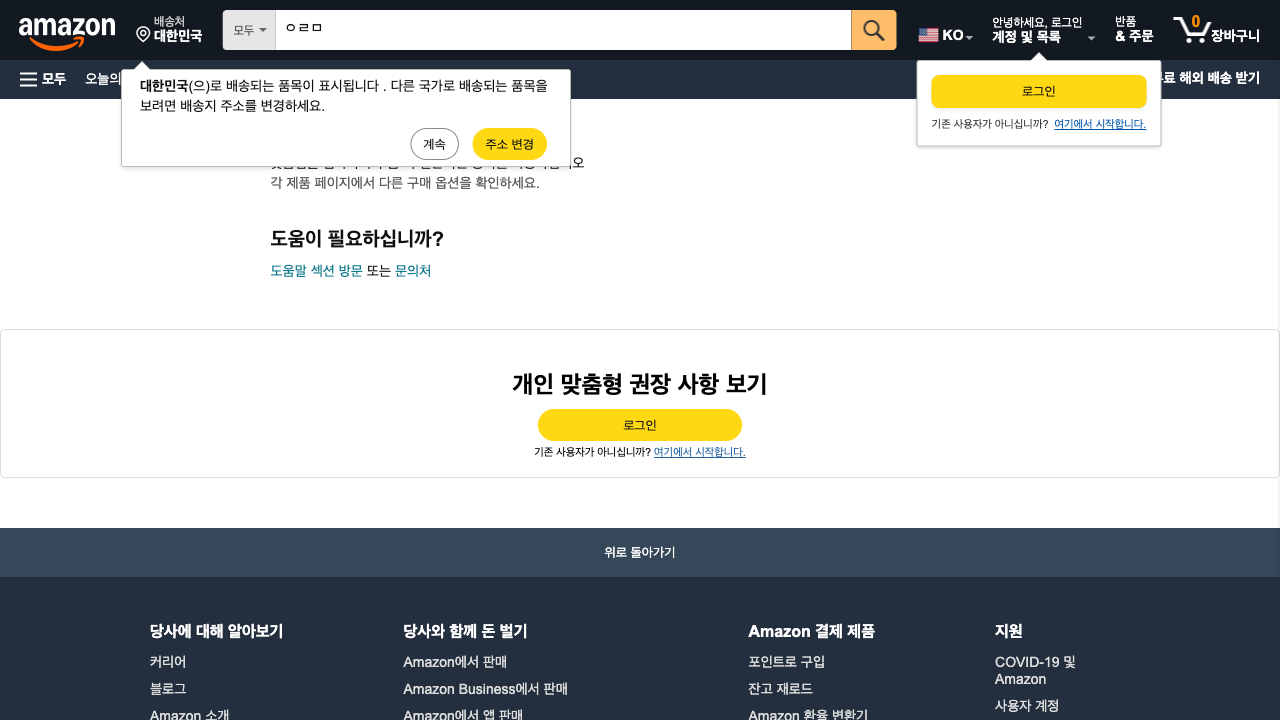 amazon
배송처
대한민국
모두
ㅇㄹㅁ
KO
안녕하세요, 로그인
계정 및 목록
반품
& 주문
0
장바구니
모두
오늘의
료 해외 배송 받기
대한민국(으)로 배송되는 품목이 표시됩니다 . 다른 국가로 배송되는 품목을
보려면 배송지 주소를 변경하세요.
계속
주소 변경
로그인
기존 사용자가 아니십니까? 여기에서 시작합니다.
각 제품 페이지에서 다른 구매 옵션을 확인하세요.
도움이 필요하십니까?
도움말 섹션 방문 또는 문의처
개인 맞춤형 권장 사항 보기
로그인
기존 사용자가 아니십니까? 여기에서 시작합니다.
위로 돌아가기
당사에 대해 알아보기
커리어
블로그
Amazon 소개
당사와 함께 돈 벌기
Amazon에서 판매
Amazon Business에서 판매
Amazon에서 앱 판매
Amazon 결제 제품
포인트로 구입
잔고 재로드
Amazon 환율 변환기
지원
COVID-19 및
Amazon
사용자 계정